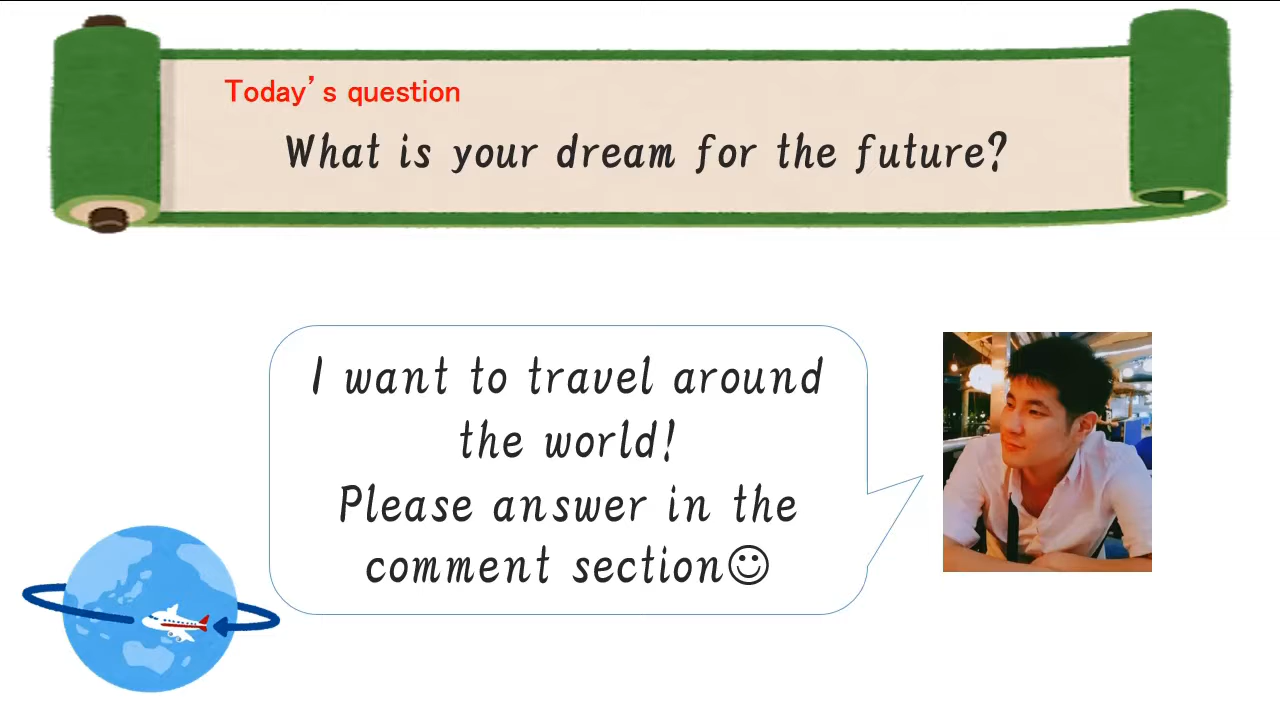 Today's question
What is your dream for the future?
I want to travel around
the world!
Please answer in the
comment section☺